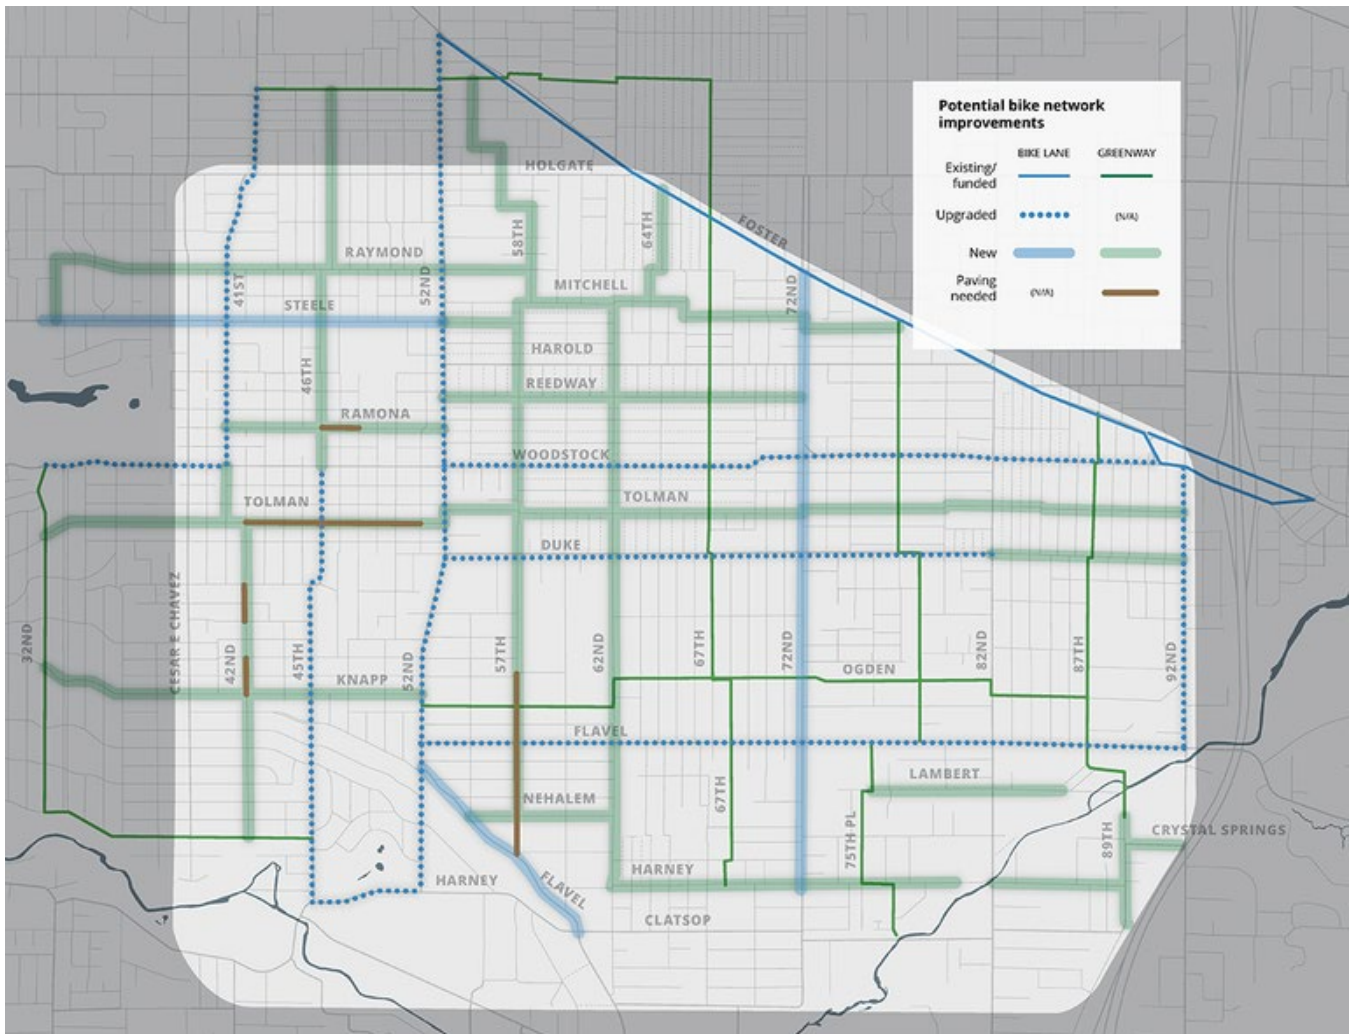 Potential bike network
improvements
BIKE LANE GREENWAY
Existing/
funded
Upgraded (N/A)
New
Paving
needed (N/A)
HOLGATE
FOSTER
58TH
64TH
RAYMOND
41ST
52ND
MITCHELL
72ND
STEELE
HAROLD
46TH
REEDWAY
RAMONA
WOODSTOCK
TOLMAN
TOLMAN
DUKE
32ND
CESAR E CHAVEZ
42ND
45TH
KNAPP
52ND
57TH
62ND
67TH
72ND
OGDEN
82ND
87TH
92ND
FLAVEL
NEHALEM
67TH
LAMBERT
75TH PL
89TH
CRYSTAL SPRINGS
HARNEY
FLAVEL
HARNEY
CLATSOP